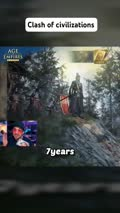 Clash of civilizations
AGE
EMPIRES
7years